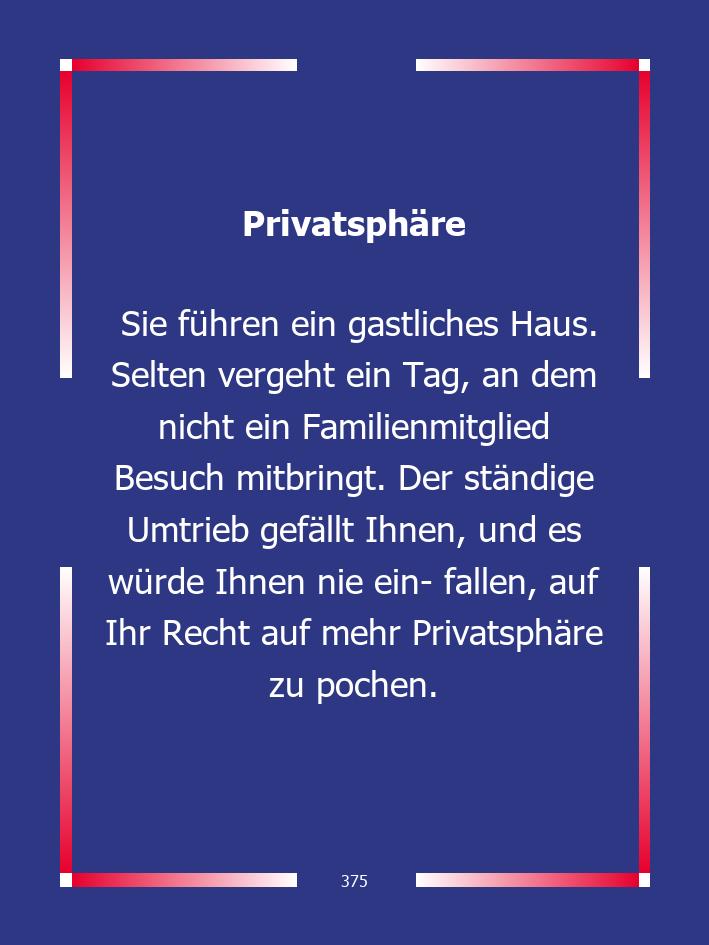 Privatsphäre
Sie führen ein gastliches Haus.
Selten vergeht ein Tag, an dem
nicht ein Familienmitglied
Besuch mitbringt. Der ständige
Umtrieb gefällt Ihnen, und es
würde Ihnen nie ein- fallen, auf
Ihr Recht auf mehr Privatsphäre
zu pochen.
375